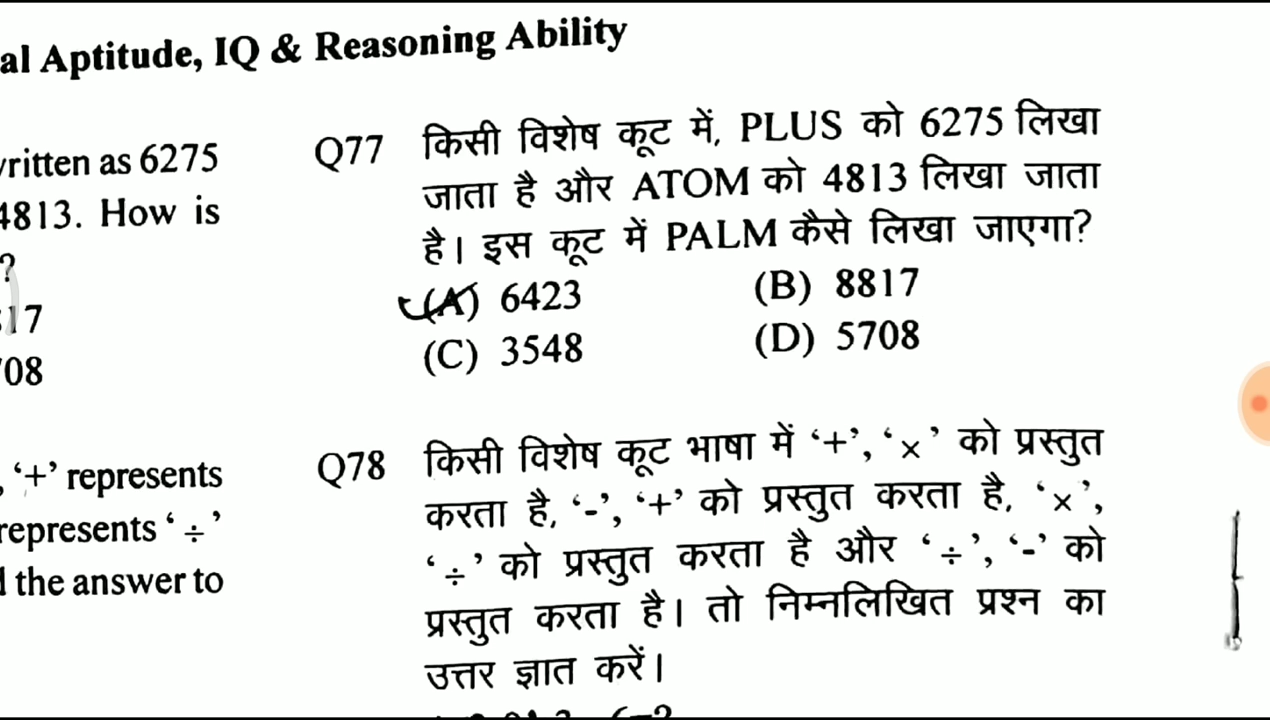 al Aptitude, IQ & Reasoning Ability
written as 6275
4813. How is
?
17
08
, ‘+’ represents
represents ‘÷’
the answer to
Q77 किसी विशेष कूट में, PLUS को 6275 लिखा
जाता है और ATOM को 4813 लिखा जाता
है। इस कूट में PALM कैसे लिखा जाएगा?
(A) 6423 (B) 8817
(C) 3548 (D) 5708
Q78 किसी विशेष कूट भाषा में ‘+’, ‘×’ को प्रस्तुत
करता है, ‘-’, ‘+’ को प्रस्तुत करता है, ‘×’,
‘÷’ को प्रस्तुत करता है और ‘÷’, ‘-’ को
प्रस्तुत करता है। तो निम्नलिखित प्रश्न का
उत्तर ज्ञात करें।